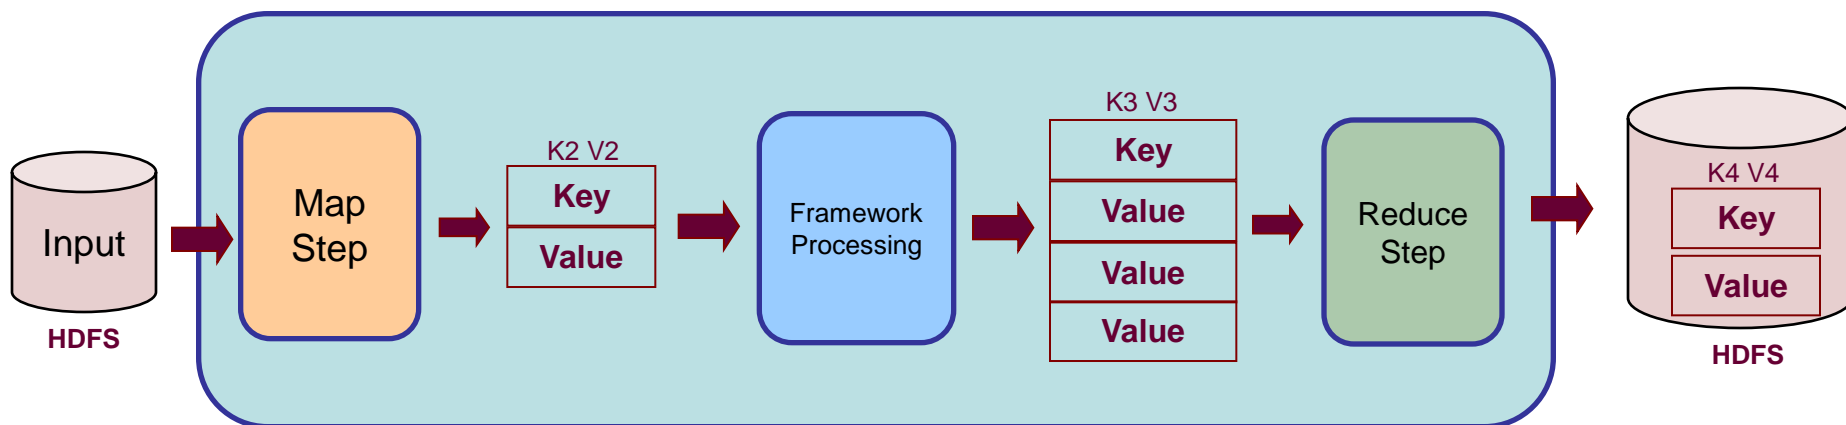 Input
HDFS
Map
Step
K2 V2
Key
Value
Framework
Processing
K3 V3
Key
Value
Value
Value
Reduce
Step
K4 V4
Key
Value
HDFS